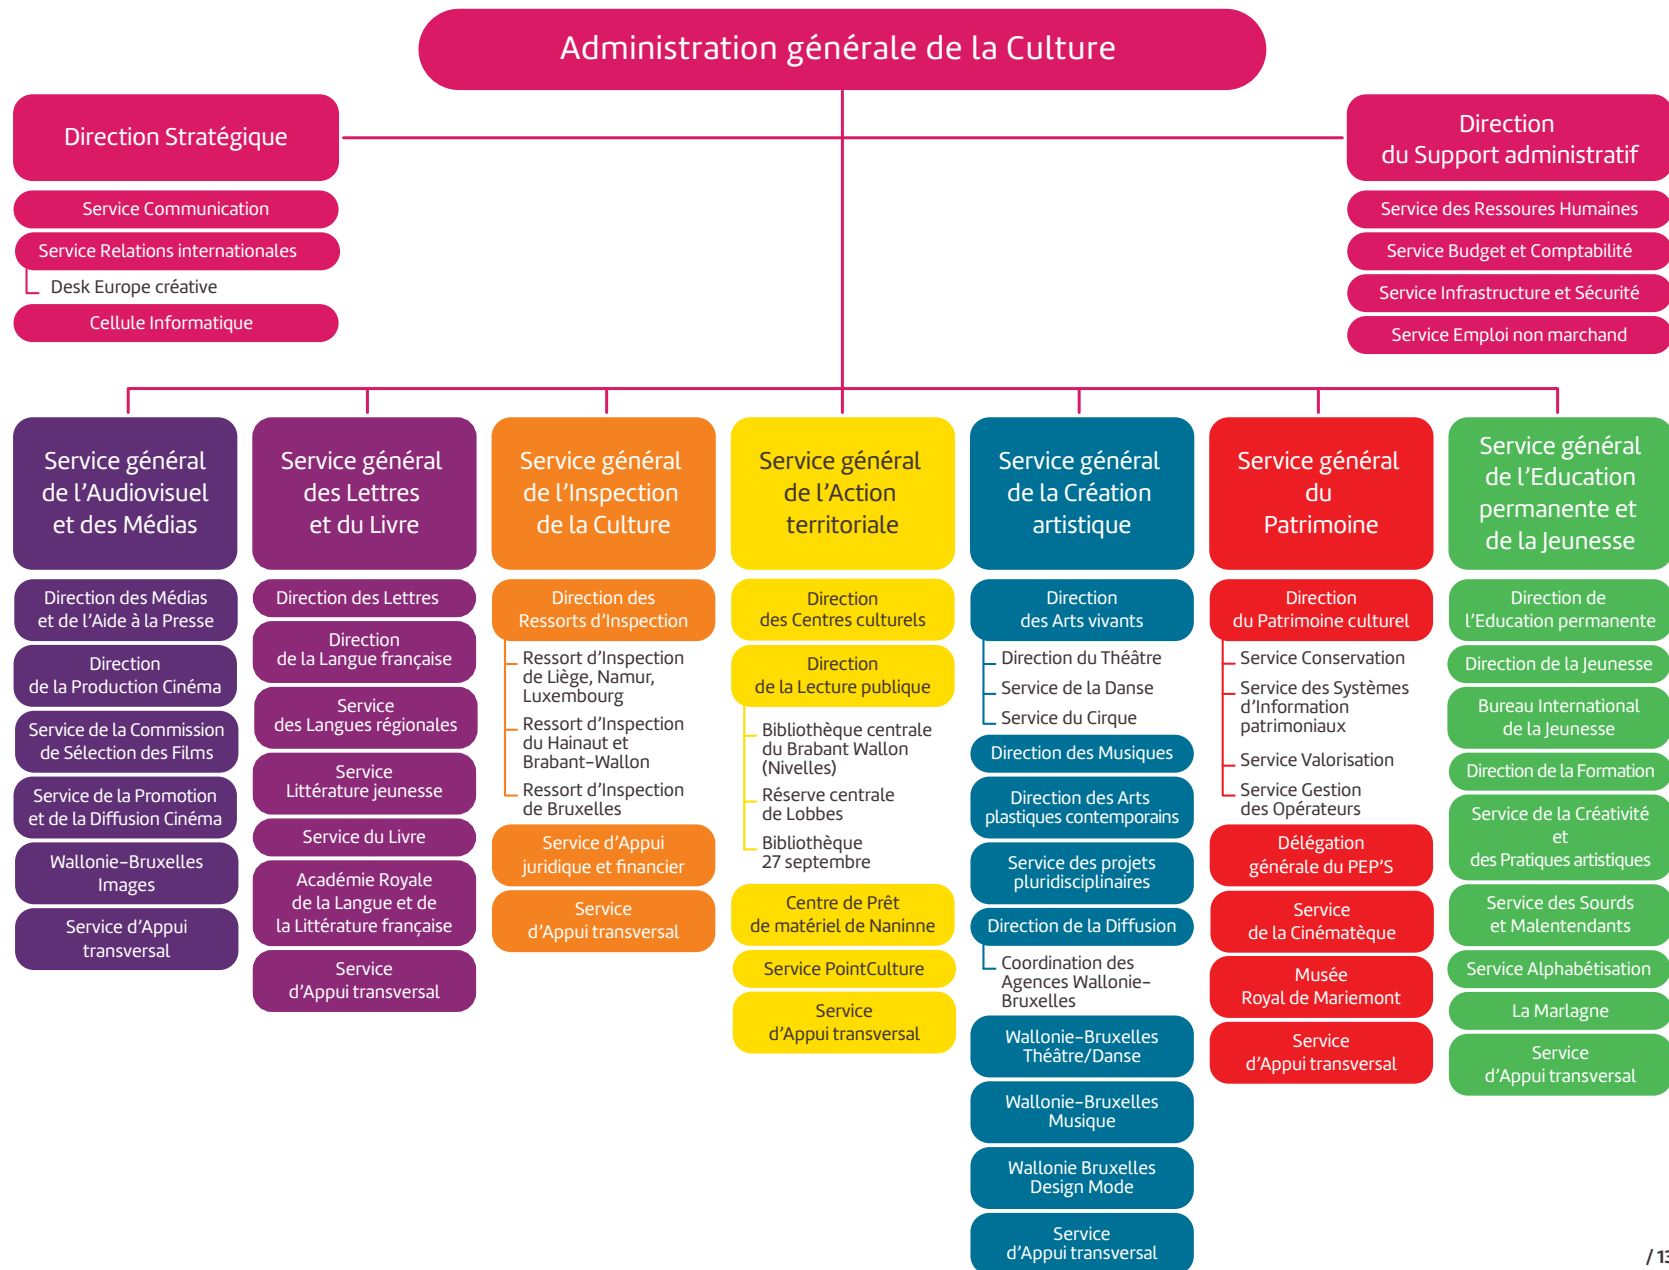 Administration générale de la Culture
Direction Stratégique
Service Communication
Service Relations internationales
Desk Europe créative
Cellule Informatique
Direction
du Support administratif
Service des Ressoures Humaines
Service Budget et Comptabilité
Service Infrastructure et Sécurité
Service Emploi non marchand
Service général
de l'Audiovisuel
et des Médias
Direction des Médias
et de l'Aide à la Presse
Direction
de la Production Cinéma
Service de la Commission
de Sélection des Films
Service de la Promotion
et de la Diffusion Cinéma
Wallonie-Bruxelles
Images
Service d'Appui
transversal
Service général
des Lettres
et du Livre
Direction des Lettres
Direction
de la Langue française
Service
des Langues régionales
Service
Littérature jeunesse
Service du Livre
Académie Royale
de la Langue et de
la Littérature française
Service
d'Appui transversal
Service général
de l'Inspection
de la Culture
Direction des
Ressorts d'Inspection
Ressort d'Inspection
de Liège, Namur,
Luxembourg
Ressort d'Inspection
du Hainaut et
Brabant-Wallon
Ressort d'Inspection
de Bruxelles
Service d'Appui
juridique et financier
Service
d'Appui transversal
Service général
de l'Action
territoriale
Direction
des Centres culturels
Direction
de la Lecture publique
Bibliothèque centrale
du Brabant Wallon
(Nivelles)
Réserve centrale
de Lobbes
Bibliothèque
27 septembre
Centre de Prêt
de matériel de Naninne
Service PointCulture
Service
d'Appui transversal
Service général
de la Création
artistique
Direction
des Arts vivants
Direction du Théâtre
Service de la Danse
Service du Cirque
Direction des Musiques
Direction des Arts
plastiques contemporains
Service des projets
pluridisciplinaires
Direction de la Diffusion
Coordination des
Agences Wallonie-
Bruxelles
Wallonie-Bruxelles
Théâtre/Danse
Wallonie-Bruxelles
Musique
Wallonie Bruxelles
Design Mode
Service
d'Appui transversal
Service général
du
Patrimoine
Direction
du Patrimoine culturel
Service Conservation
Service des Systèmes
d'Information
patrimoniaux
Service Valorisation
Service Gestion
des Opérateurs
Délégation
générale du PEP'S
Service
de la Cinématèque
Musée
Royal de Mariemont
Service
d'Appui transversal
Service général
de l'Education
permanente et
de la Jeunesse
Direction de
l'Education permanente
Direction de la Jeunesse
Bureau International
de la Jeunesse
Direction de la Formation
Service de la Créativité
et
des Pratiques artistiques
Service des Sourds
et Malentendants
Service Alphabétisation
La Marlagne
Service
d'Appui transversal
/ 13